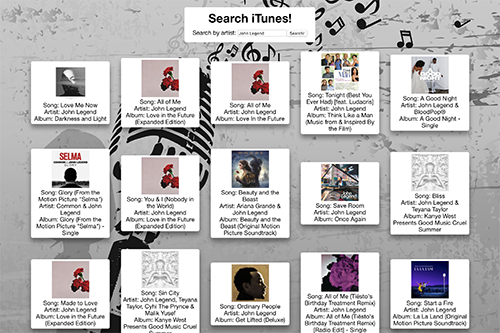 Search iTunes!
Search by artist: John Legend Search!
Song: Love Me Now
Artist: John Legend
Album: Darkness and Light
Song: All of Me
Artist: John Legend
Album: Love in the Future
(Expanded Edition)
Song: All of Me
Artist: John Legend
Album: Love in the Future
Song: Tonight (Best You
Ever Had) [feat. Ludacris]
Artist: John Legend
Album: Think Like a Man
(Music from & Inspired By
the Film)
Song: A Good Night
Artist: John Legend &
BloodPop®
Album: A Good Night -
Single
SELMA
Song: Glory (From the
Motion Picture "Selma")
Artist: Common & John
Legend
Album: Glory (From the
Motion Picture "Selma") -
Single
Song: You & I (Nobody in
the World)
Artist: John Legend
Album: Love in the Future
(Expanded Edition)
Song: Beauty and the
Beast
Artist: Ariana Grande &
John Legend
Album: Beauty and the
Beast (Original Motion
Picture Soundtrack)
Song: Save Room
Artist: John Legend
Album: Once Again
Song: Bliss
Artist: John Legend &
Teyana Taylor
Album: Kanye West
Presents Good Music Cruel
Summer
Song: Made to Love
Artist: John Legend
Album: Love in the Future
(Expanded Edition)
Song: Sin City
Artist: John Legend, Teyana
Taylor, Cyhi The Prynce &
Malik Yusef
Album: Kanye West
Presents Good Music Cruel
Song: Ordinary People
Artist: John Legend
Album: Get Lifted (Deluxe)
Song: All of Me (Tiësto's
Birthday Treatment Remix)
Artist: John Legend
Album: All of Me (Tiësto's
Birthday Treatment Remix)
[Radio Edit] - Single
LA LA LAND
Song: Start a Fire
Artist: John Legend
Album: La La Land (Original
Motion Picture Soundtrack)